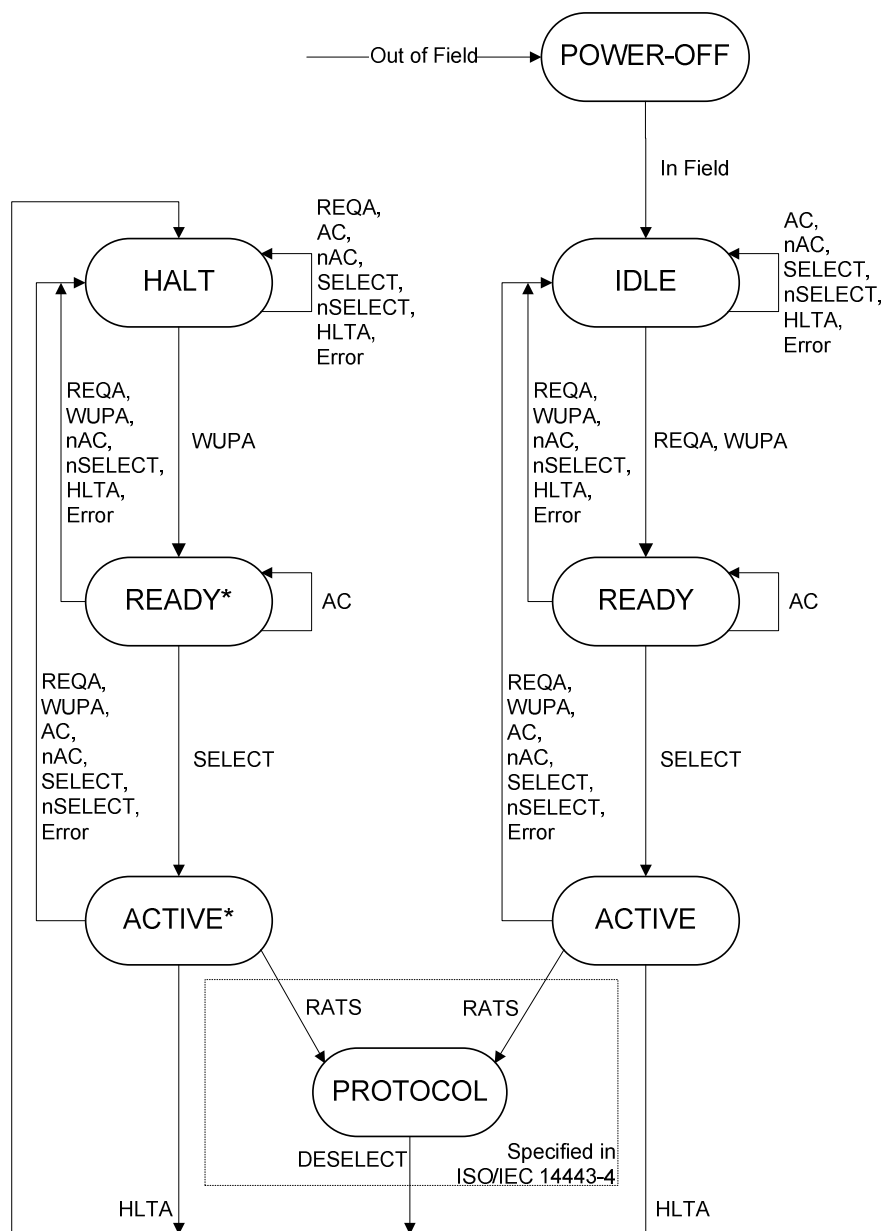 Out of Field
POWER-OFF
In Field
HALT
REQA,
AC,
nAC,
SELECT,
nSELECT,
HLTA,
Error
IDLE
AC,
nAC,
SELECT,
nSELECT,
HLTA,
Error
REQA,
WUPA,
nAC,
nSELECT,
HLTA,
Error
WUPA
REQA,
WUPA,
nAC,
nSELECT,
HLTA,
Error
REQA, WUPA
READY*
AC
READY
AC
REQA,
WUPA,
AC,
nAC,
SELECT,
nSELECT,
Error
SELECT
REQA,
WUPA,
AC,
nAC,
SELECT,
nSELECT,
Error
SELECT
ACTIVE*
ACTIVE
RATS
RATS
PROTOCOL
DESELECT
Specified in
ISO/IEC 14443-4
HLTA
HLTA